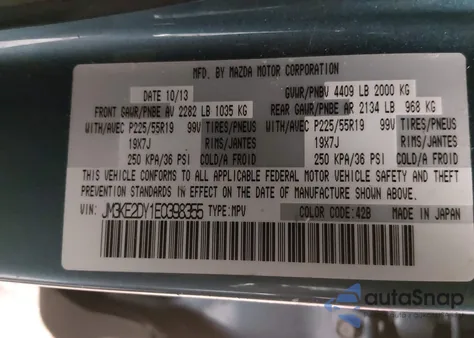 MFD. BY MAZDA MOTOR CORPORATION
DATE 10/13 GVWR/PNBV 4409 LB 2000 KG
FRONT GAWR/PNBE AV 2282 LB 1035 KG REAR GAWR/PNBE AR 2134 LB 968 KG
WITH/AVEC P225/55R19 99V TIRES/PNEUS WITH/AVEC P225/55R19 99V TIRES/PNEUS
19X7J RIMS/JANTES 19X7J RIMS/JANTES
250 KPA/36 PSI COLD/A FROID 250 KPA/36 PSI COLD/A FROID
THIS VEHICLE CONFORMS TO ALL APPLICABLE FEDERAL MOTOR VEHICLE SAFETY AND THEFT
PREVENTION STANDARDS IN EFFECT ON THE DATE OF MANUFACTURE SHOWN ABOVE.
VIN: JM3KE2DY1E0398355 TYPE: MPV COLOR CODE: 42B MADE IN JAPAN
autoSnap